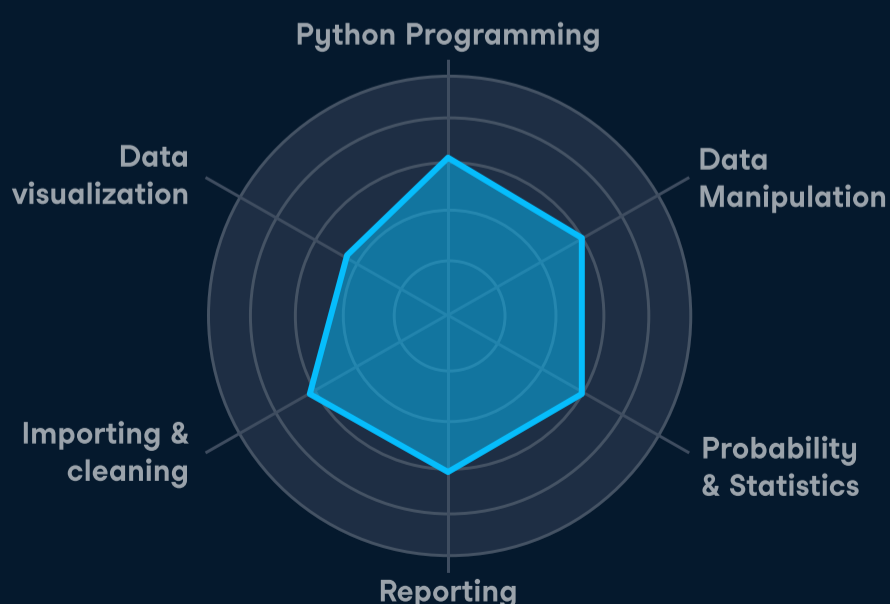 Python Programming
Data
Manipulation
Probability
& Statistics
Reporting
Importing &
cleaning
Data
visualization